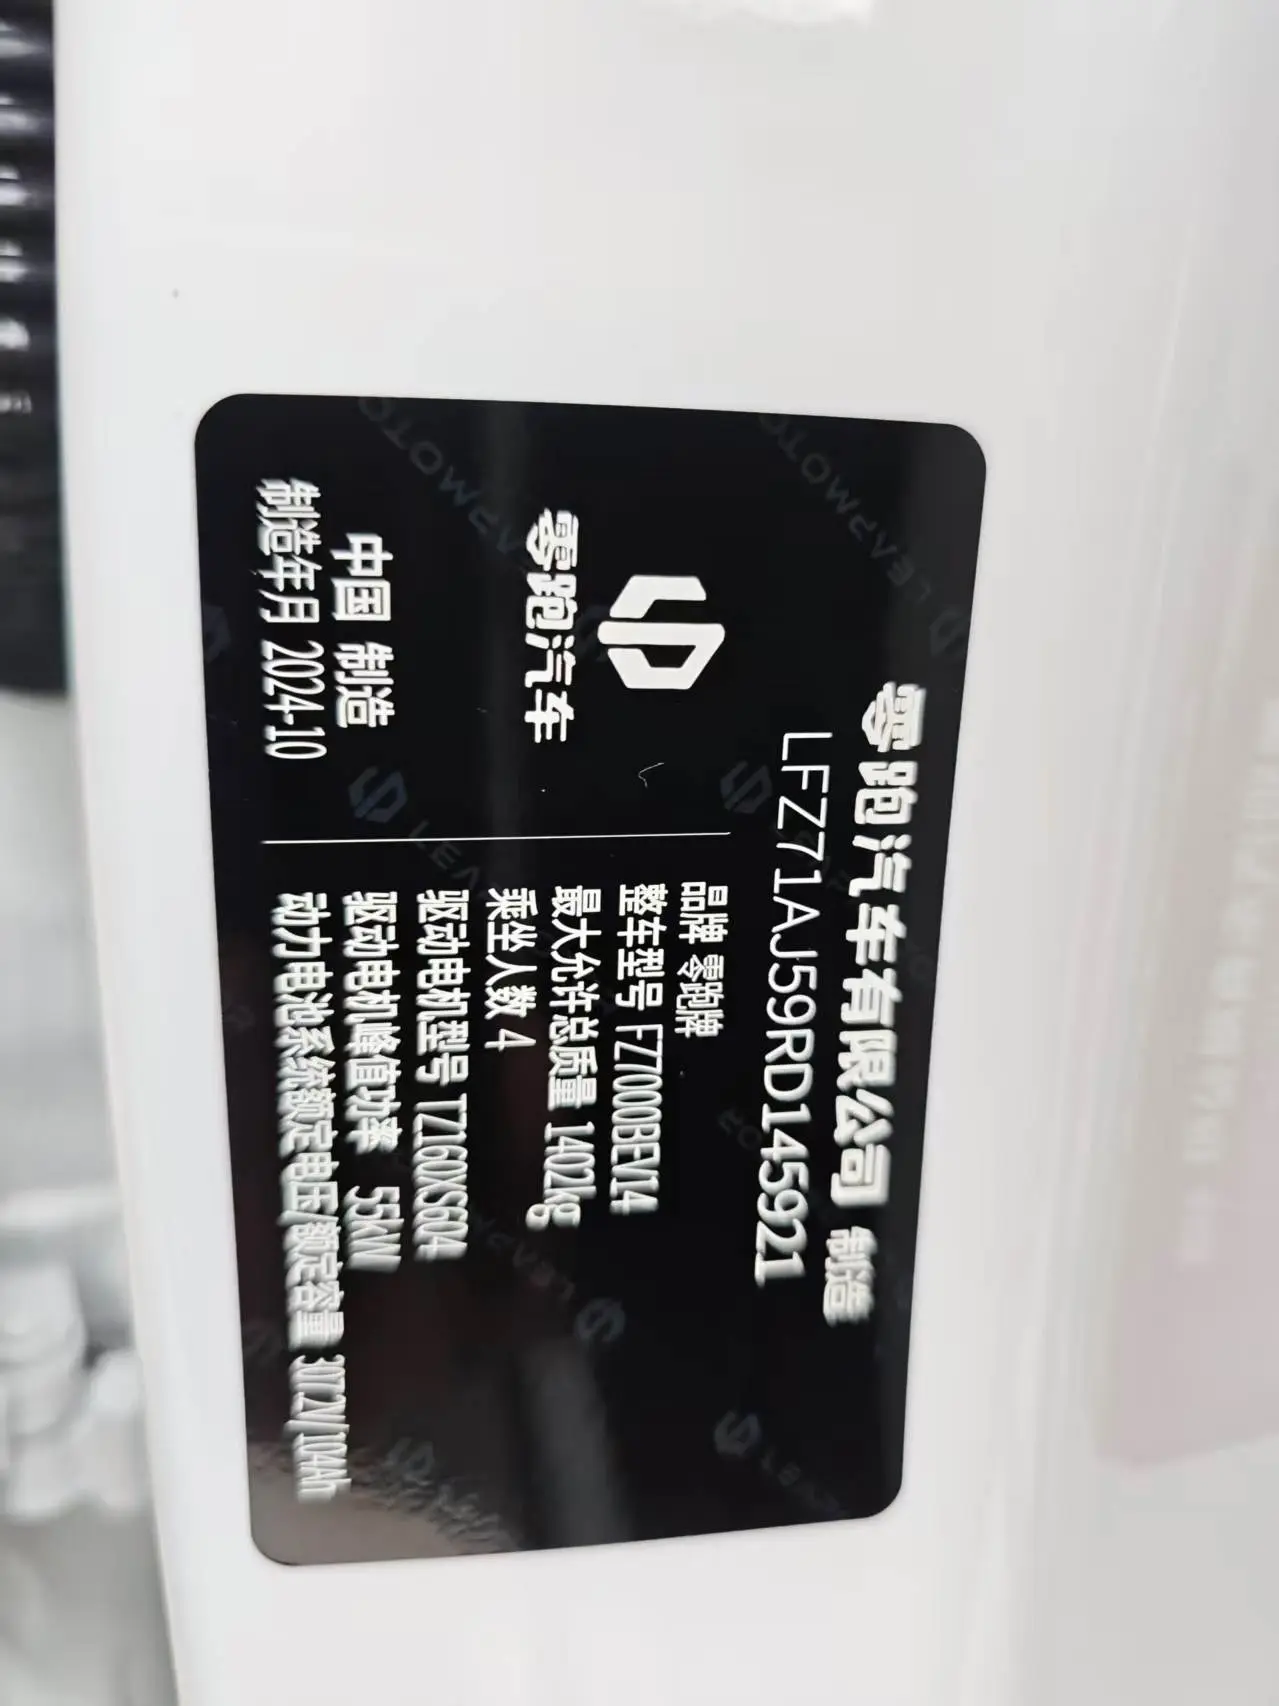 零跑汽车有限公司 制造
LFZ71AJ59RD145921
零跑汽车
中国 制造
制造年月 2024-10
品牌 零跑牌
整车型号 FZ7000BEV14
最大允许总质量 1402kg
乘坐人数 4
驱动电机型号 TZ160XS604
驱动电机峰值功率 55kW
动力电池系统额定电压/额定容量 307.2V/104Ah